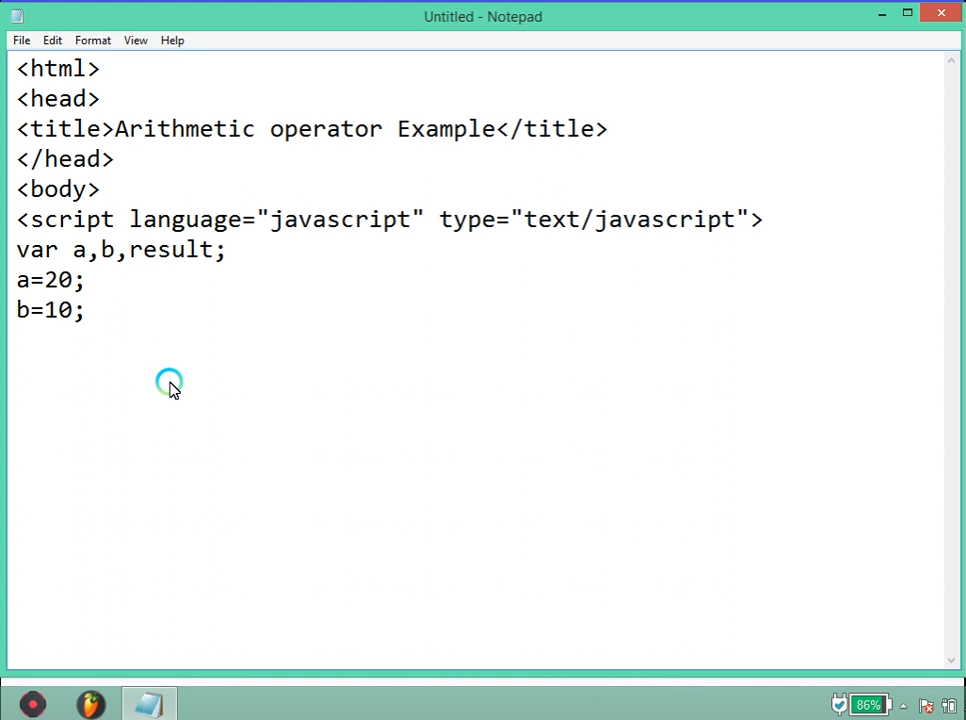 Untitled - Notepad
File Edit Format View Help
<html>
<head>
<title>Arithmetic operator Example</title>
</head>
<body>
<script language="javascript" type="text/javascript">
var a,b,result;
a=20;
b=10;
86%